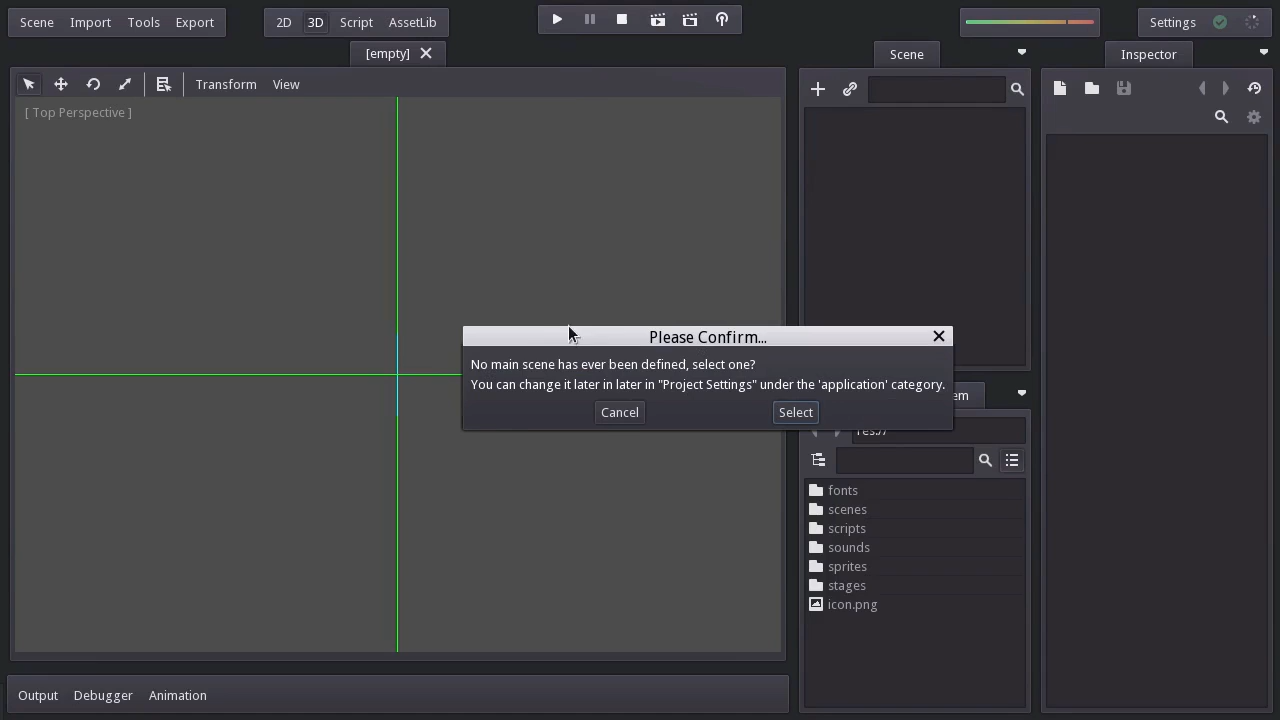 Scene Import Tools Export 2D 3D Script AssetLib Settings
[empty] Scene Inspector
Transform View
[ Top Perspective ]
Please Confirm...
No main scene has ever been defined, select one?
You can change it later in later in "Project Settings" under the 'application' category.
Cancel Select
res://
fonts
scenes
scripts
sounds
sprites
stages
icon.png
Output Debugger Animation